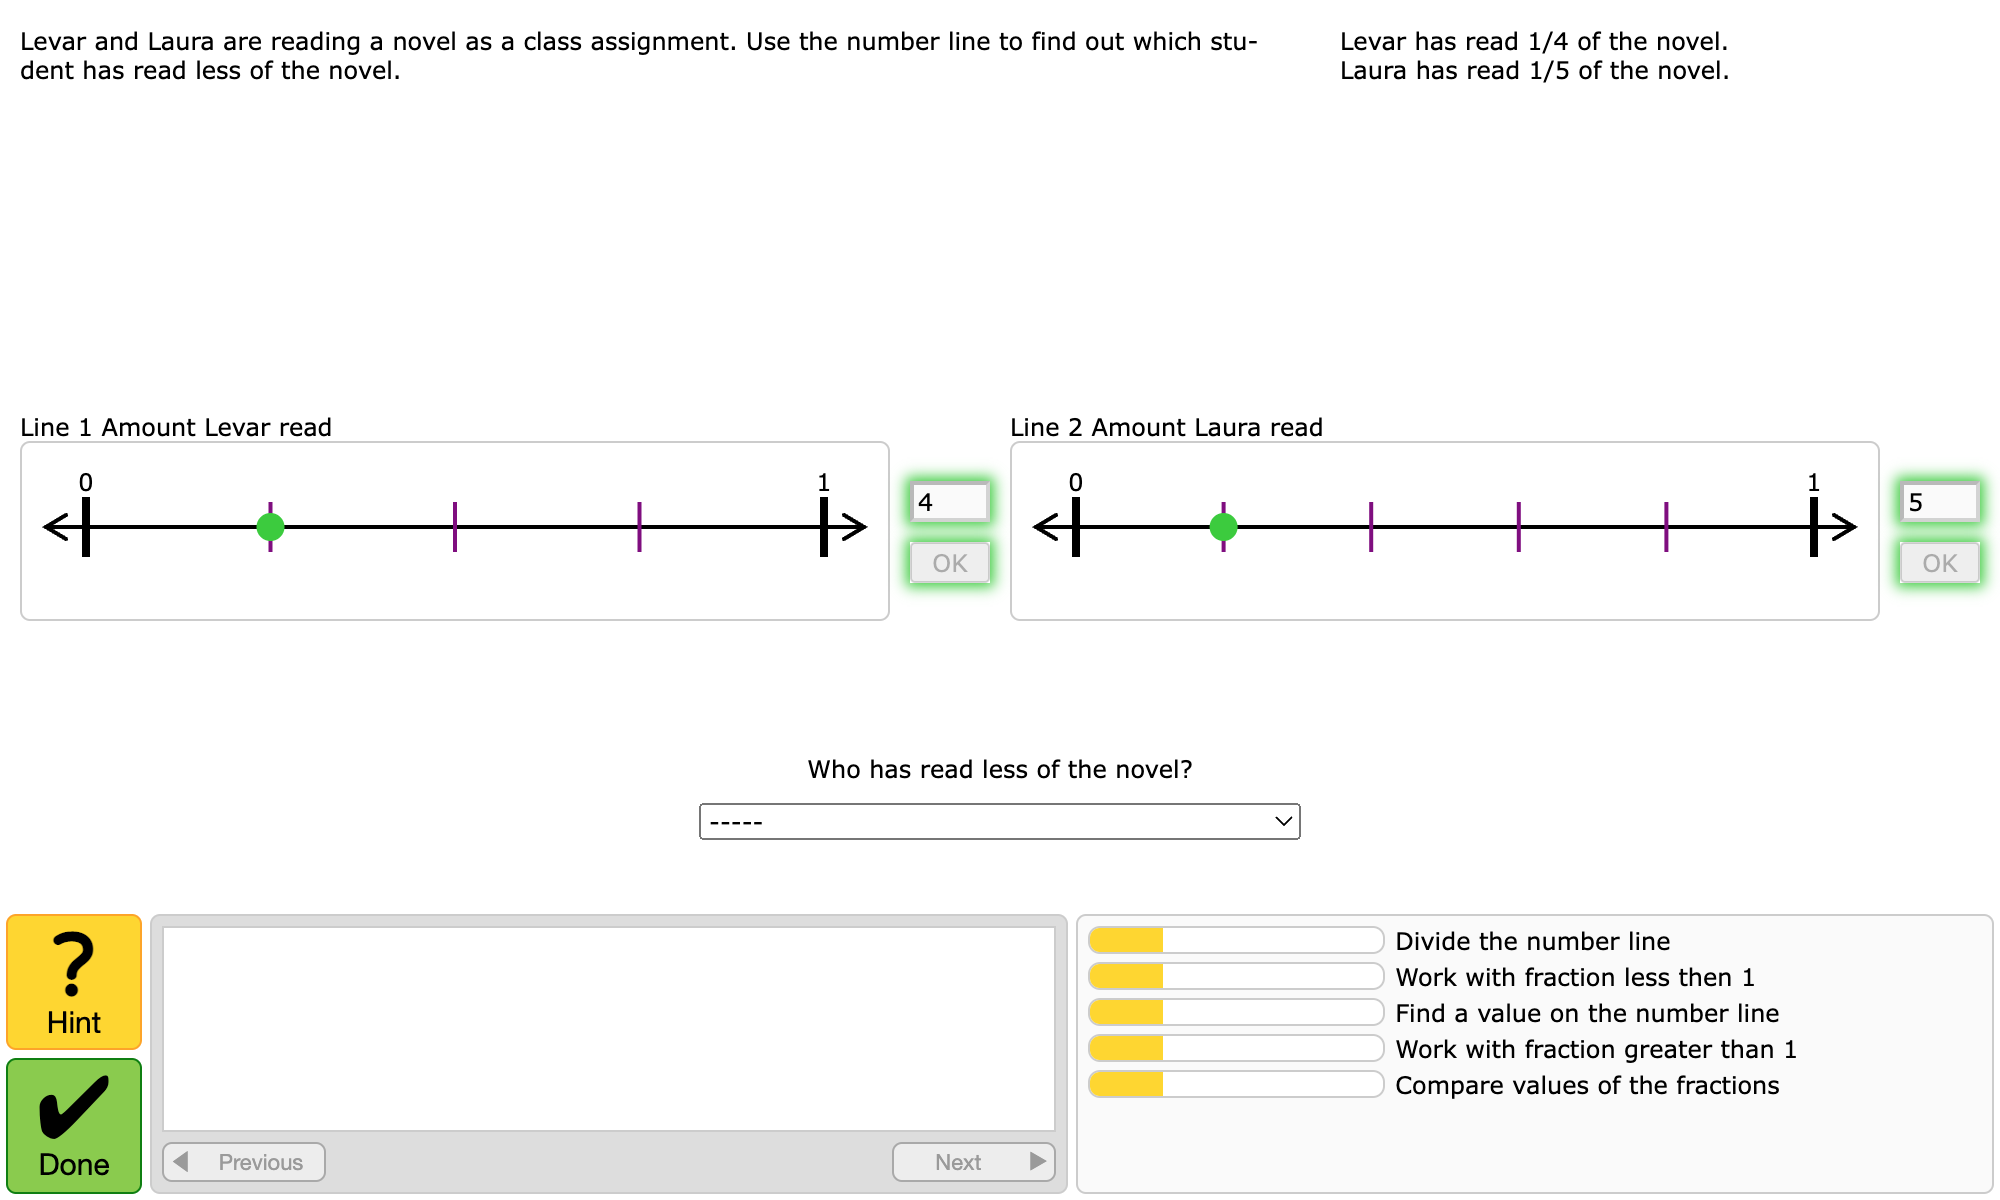 Levar and Laura are reading a novel as a class assignment. Use the number line to find out which stu-
dent has read less of the novel.
Levar has read 1/4 of the novel.
Laura has read 1/5 of the novel.
Line 1 Amount Levar read
0
1
4
OK
Line 2 Amount Laura read
0
1
5
OK
Who has read less of the novel?
-----
?
Hint
Done
Previous
Next
Divide the number line
Work with fraction less then 1
Find a value on the number line
Work with fraction greater than 1
Compare values of the fractions